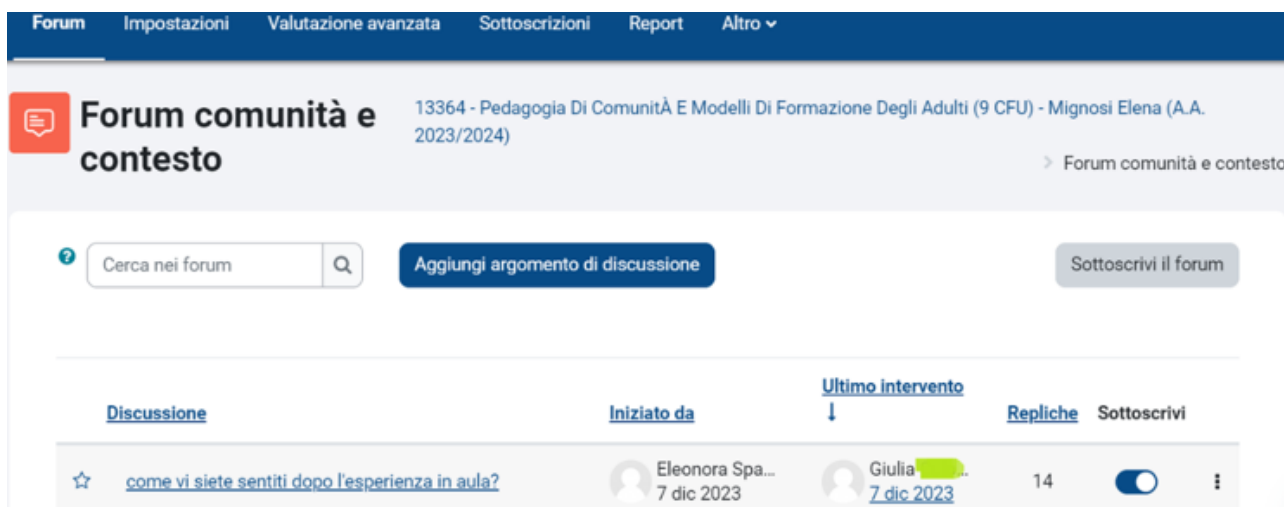 Forum Impostazioni Valutazione avanzata Sottoscrizioni Report Altro
Forum comunità e
contesto
13364 - Pedagogia Di ComunitÀ E Modelli Di Formazione Degli Adulti (9 CFU) - Mignosi Elena (A.A.
2023/2024)
> Forum comunità e contesto
? Cerca nei forum Aggiungi argomento di discussione Sottoscrivi il forum
Discussione Iniziato da Ultimo intervento ↓ Repliche Sottoscrivi
come vi siete sentiti dopo l'esperienza in aula? Eleonora Spa... Giulia .. 14
7 dic 2023 7 dic 2023